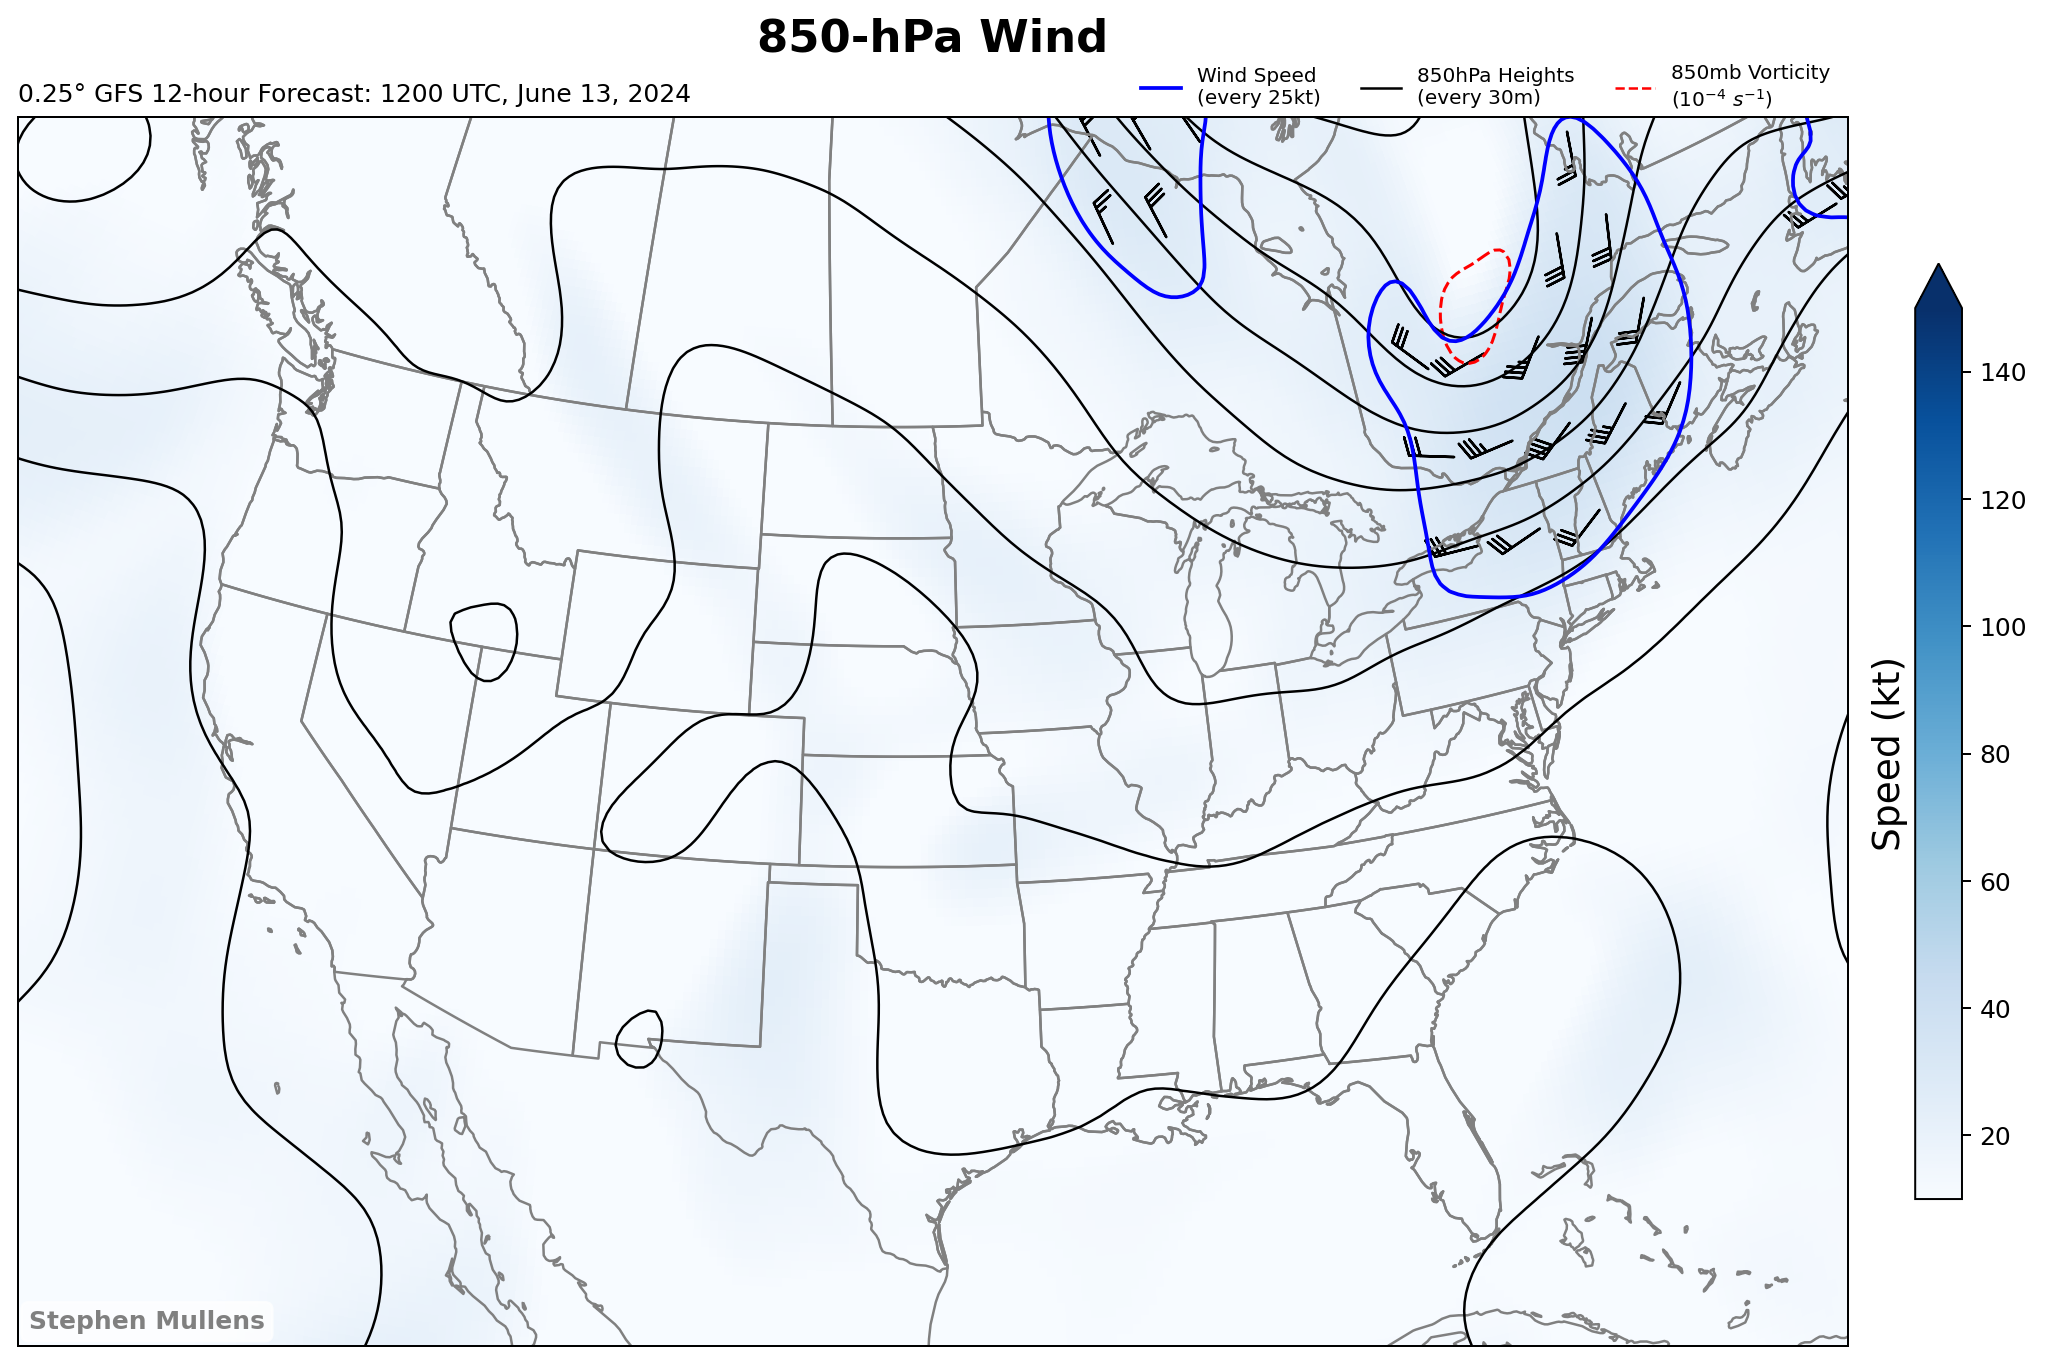 850-hPa Wind
0.25° GFS 12-hour Forecast: 1200 UTC, June 13, 2024
Wind Speed
(every 25kt)
850hPa Heights
(every 30m)
850mb Vorticity
(10⁻⁴ s⁻¹)
140
120
100
80
60
40
20
Speed (kt)
Stephen Mullens